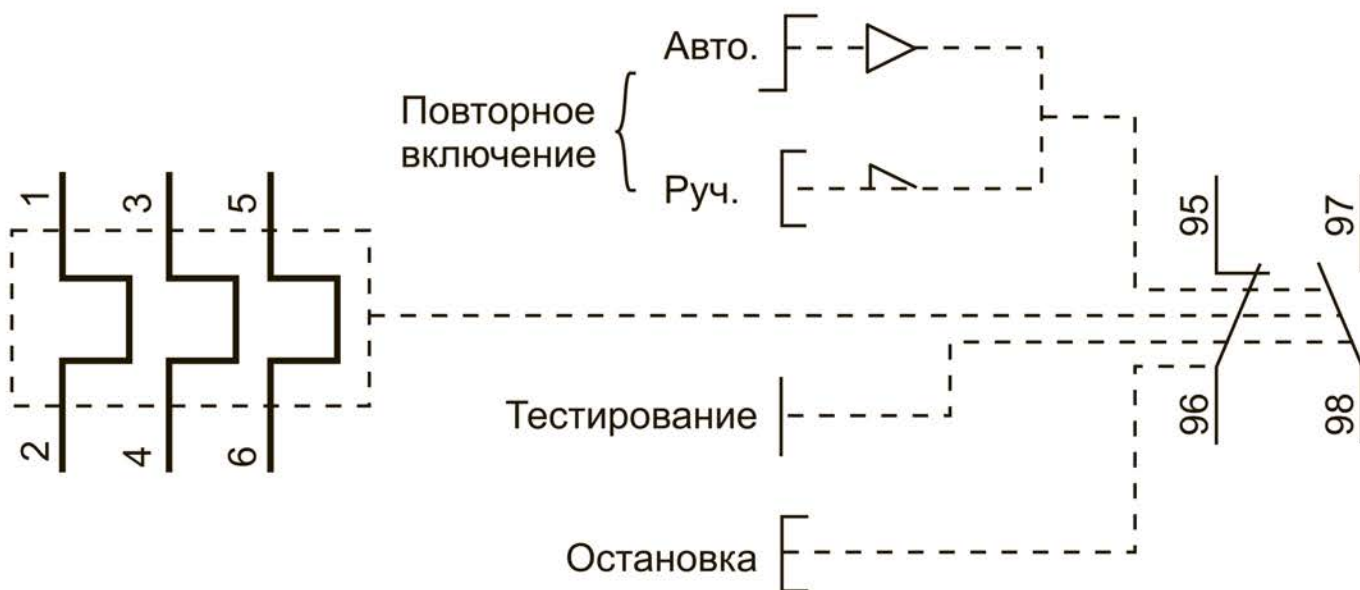 Авто.
Повторное
включение
Руч.
1
3
5
95
97
2
4
6
Тестирование
96
98
Остановка